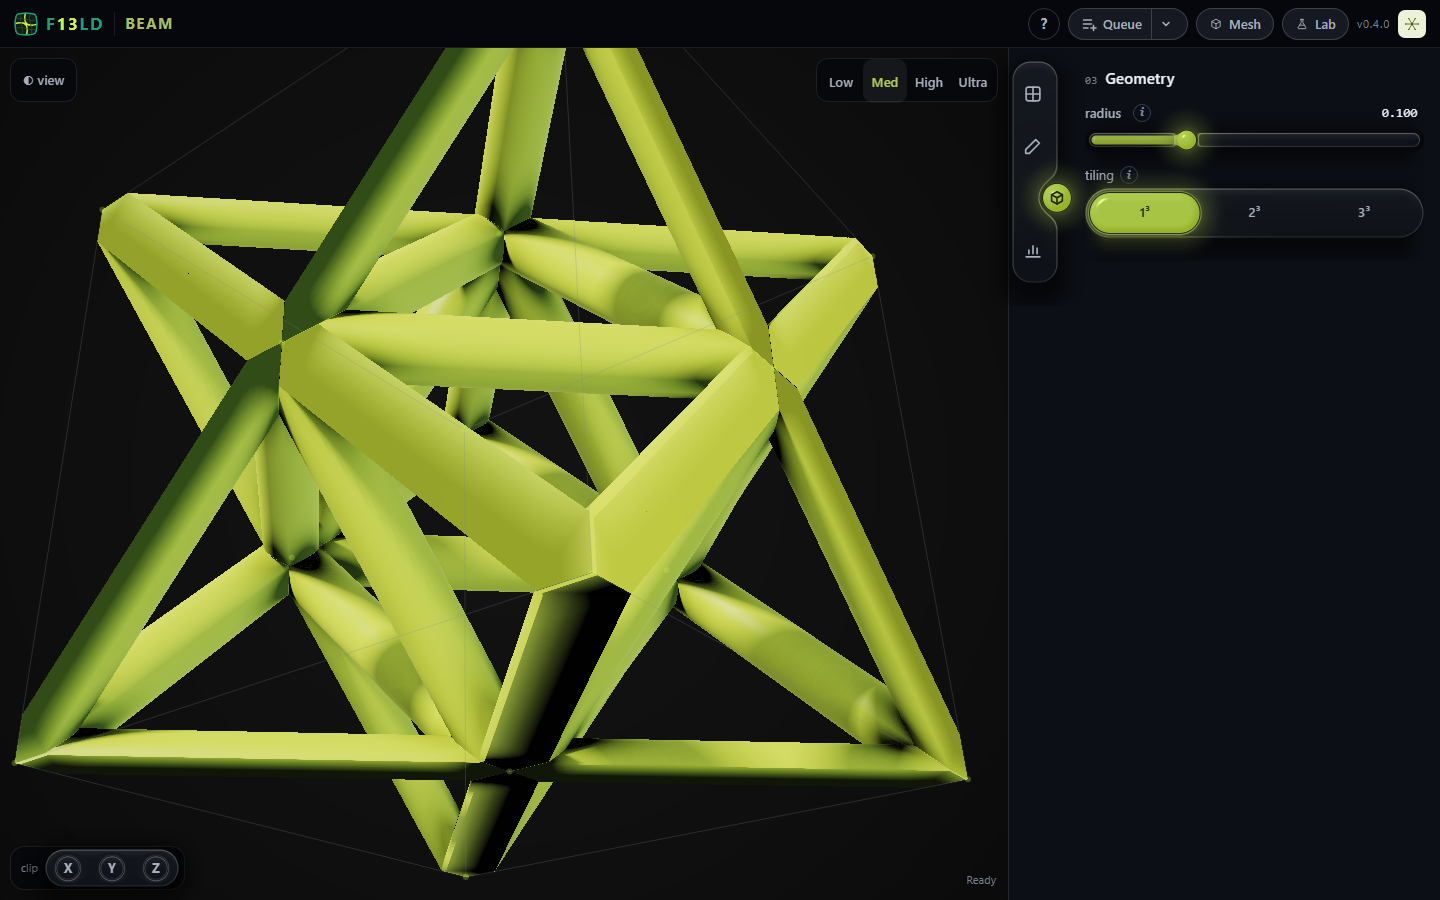 F13LD BEAM
? Queue Mesh Lab v0.4.0
view
Low Med High Ultra
03 Geometry
radius i 0.100
tiling i
1³ 2³ 3³
clip X Y Z
Ready